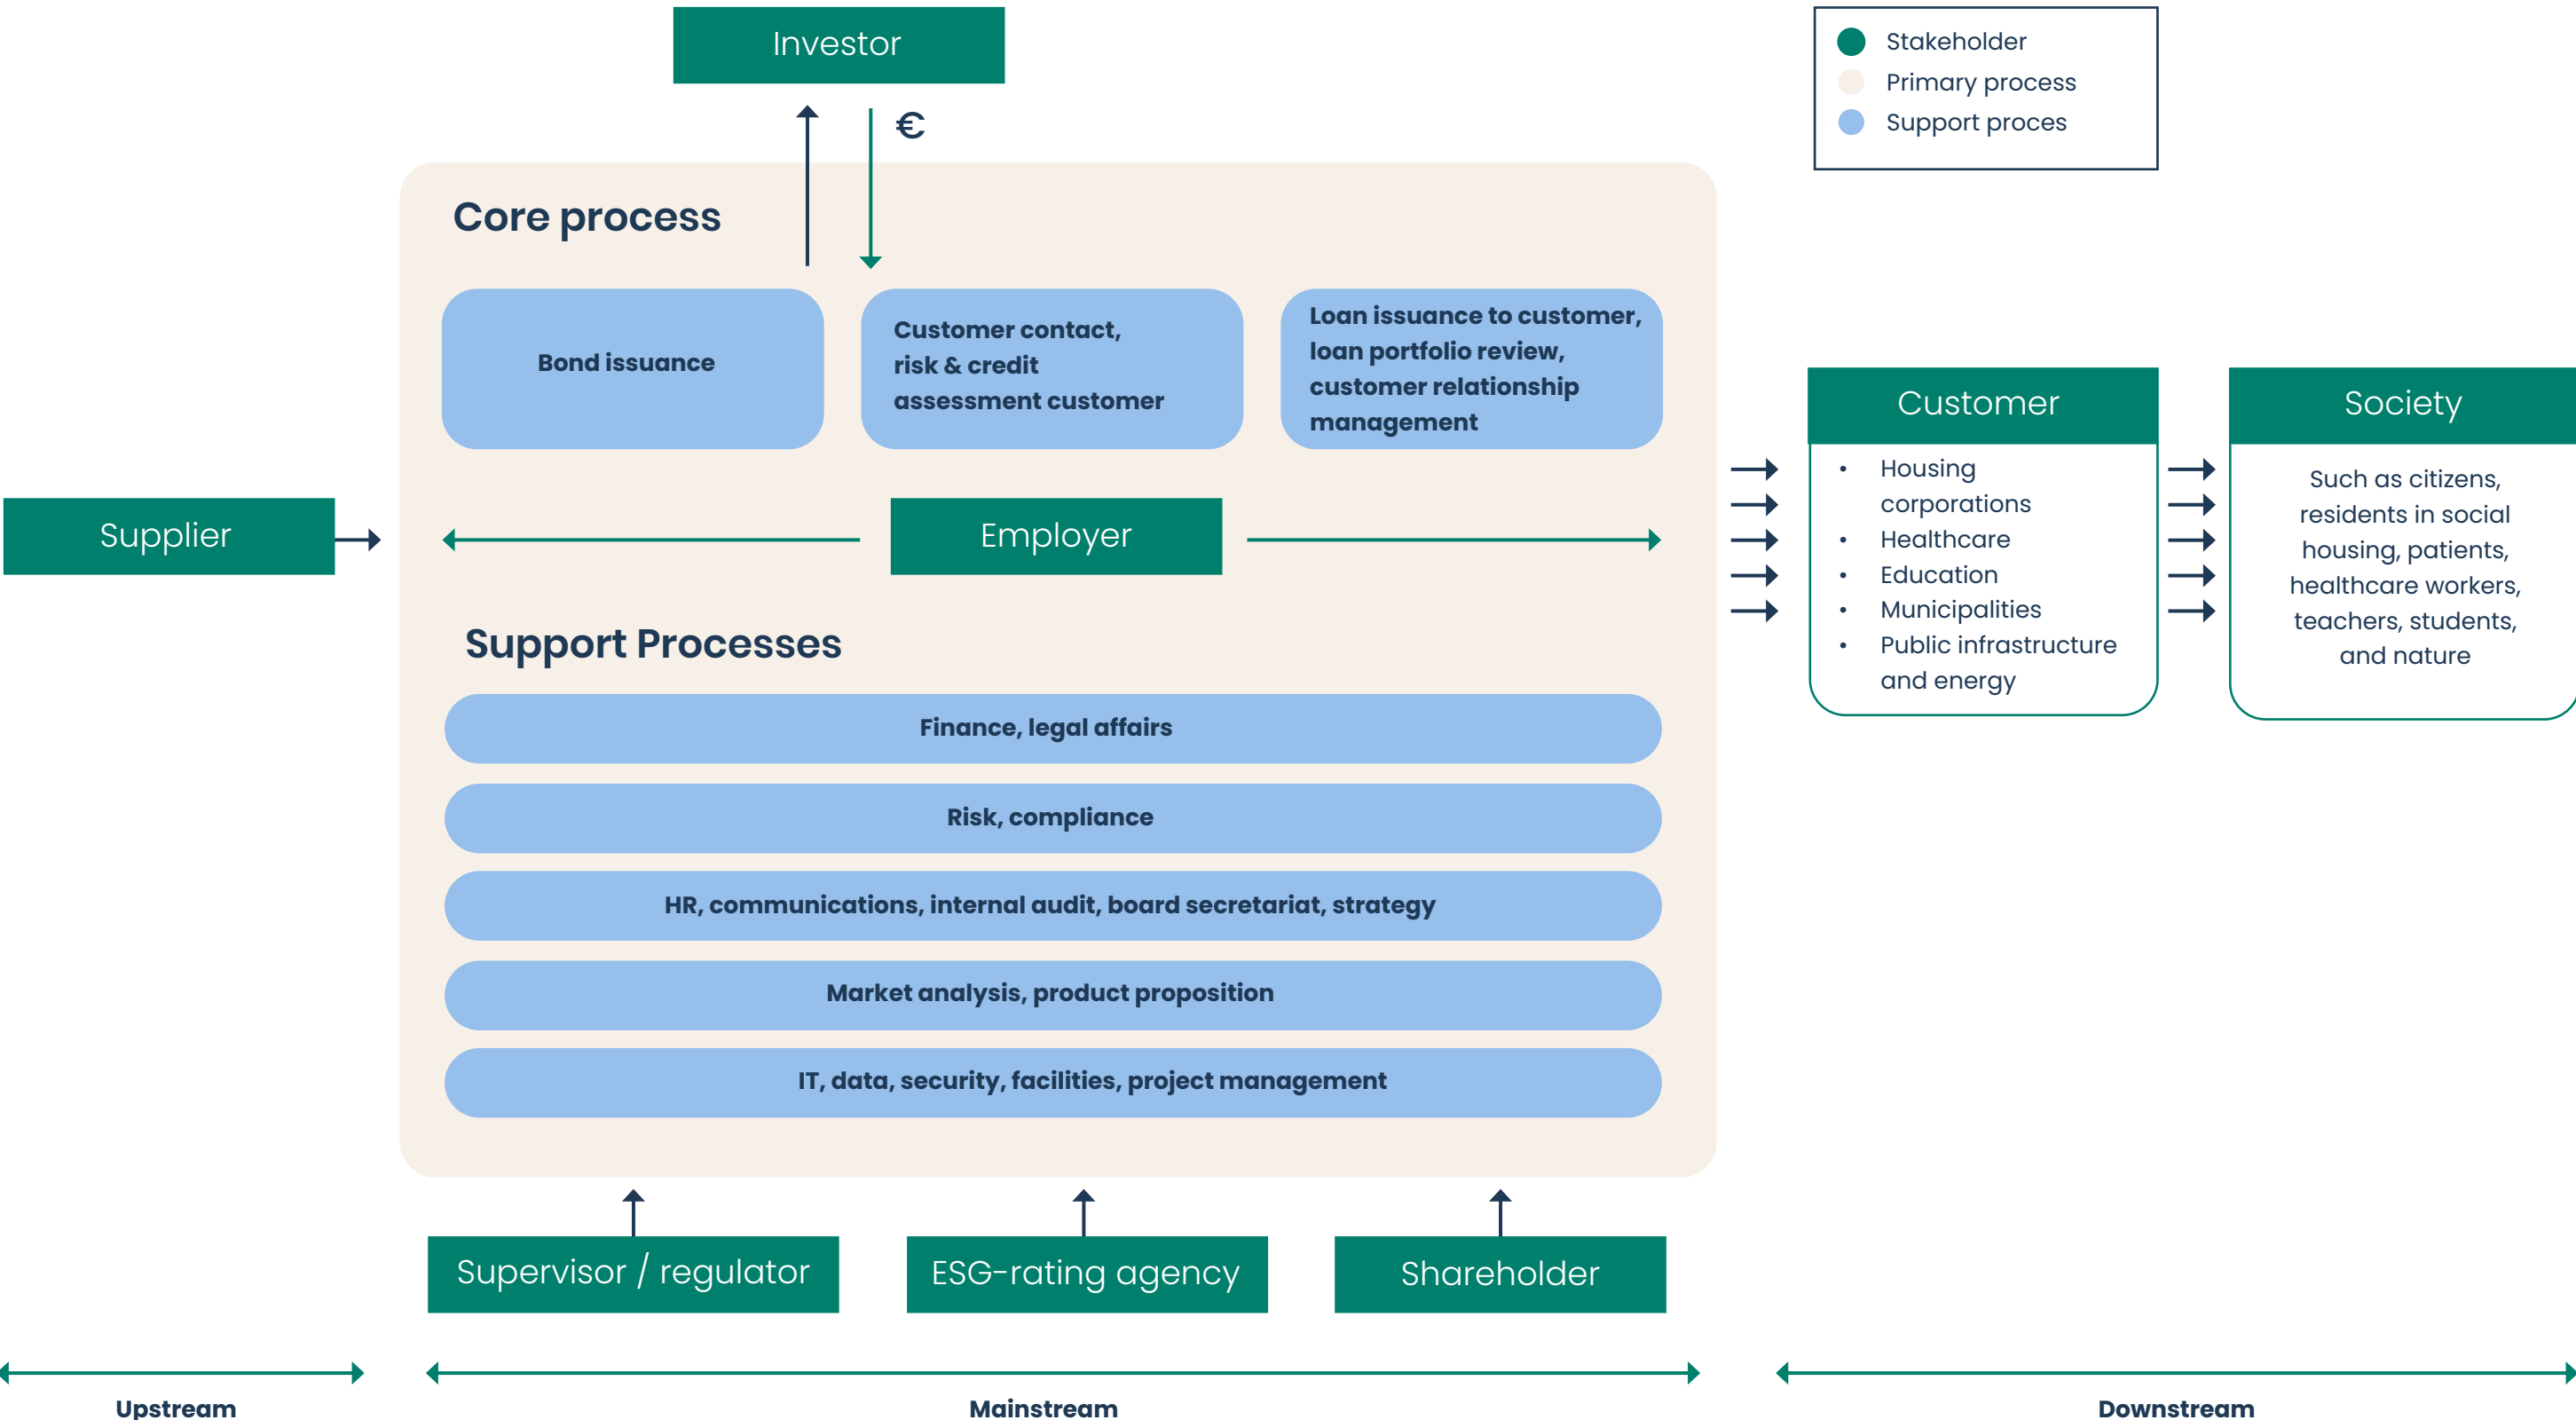 Investor
€
Stakeholder
Primary process
Support proces
Core process
Bond issuance
Customer contact,
risk & credit
assessment customer
Loan issuance to customer,
loan portfolio review,
customer relationship
management
Supplier
Employer
Customer
• Housing
corporations
• Healthcare
• Education
• Municipalities
• Public infrastructure
and energy
Society
Such as citizens,
residents in social
housing, patients,
healthcare workers,
teachers, students,
and nature
Support Processes
Finance, legal affairs
Risk, compliance
HR, communications, internal audit, board secretariat, strategy
Market analysis, product proposition
IT, data, security, facilities, project management
Supervisor / regulator
ESG-rating agency
Shareholder
Upstream
Mainstream
Downstream